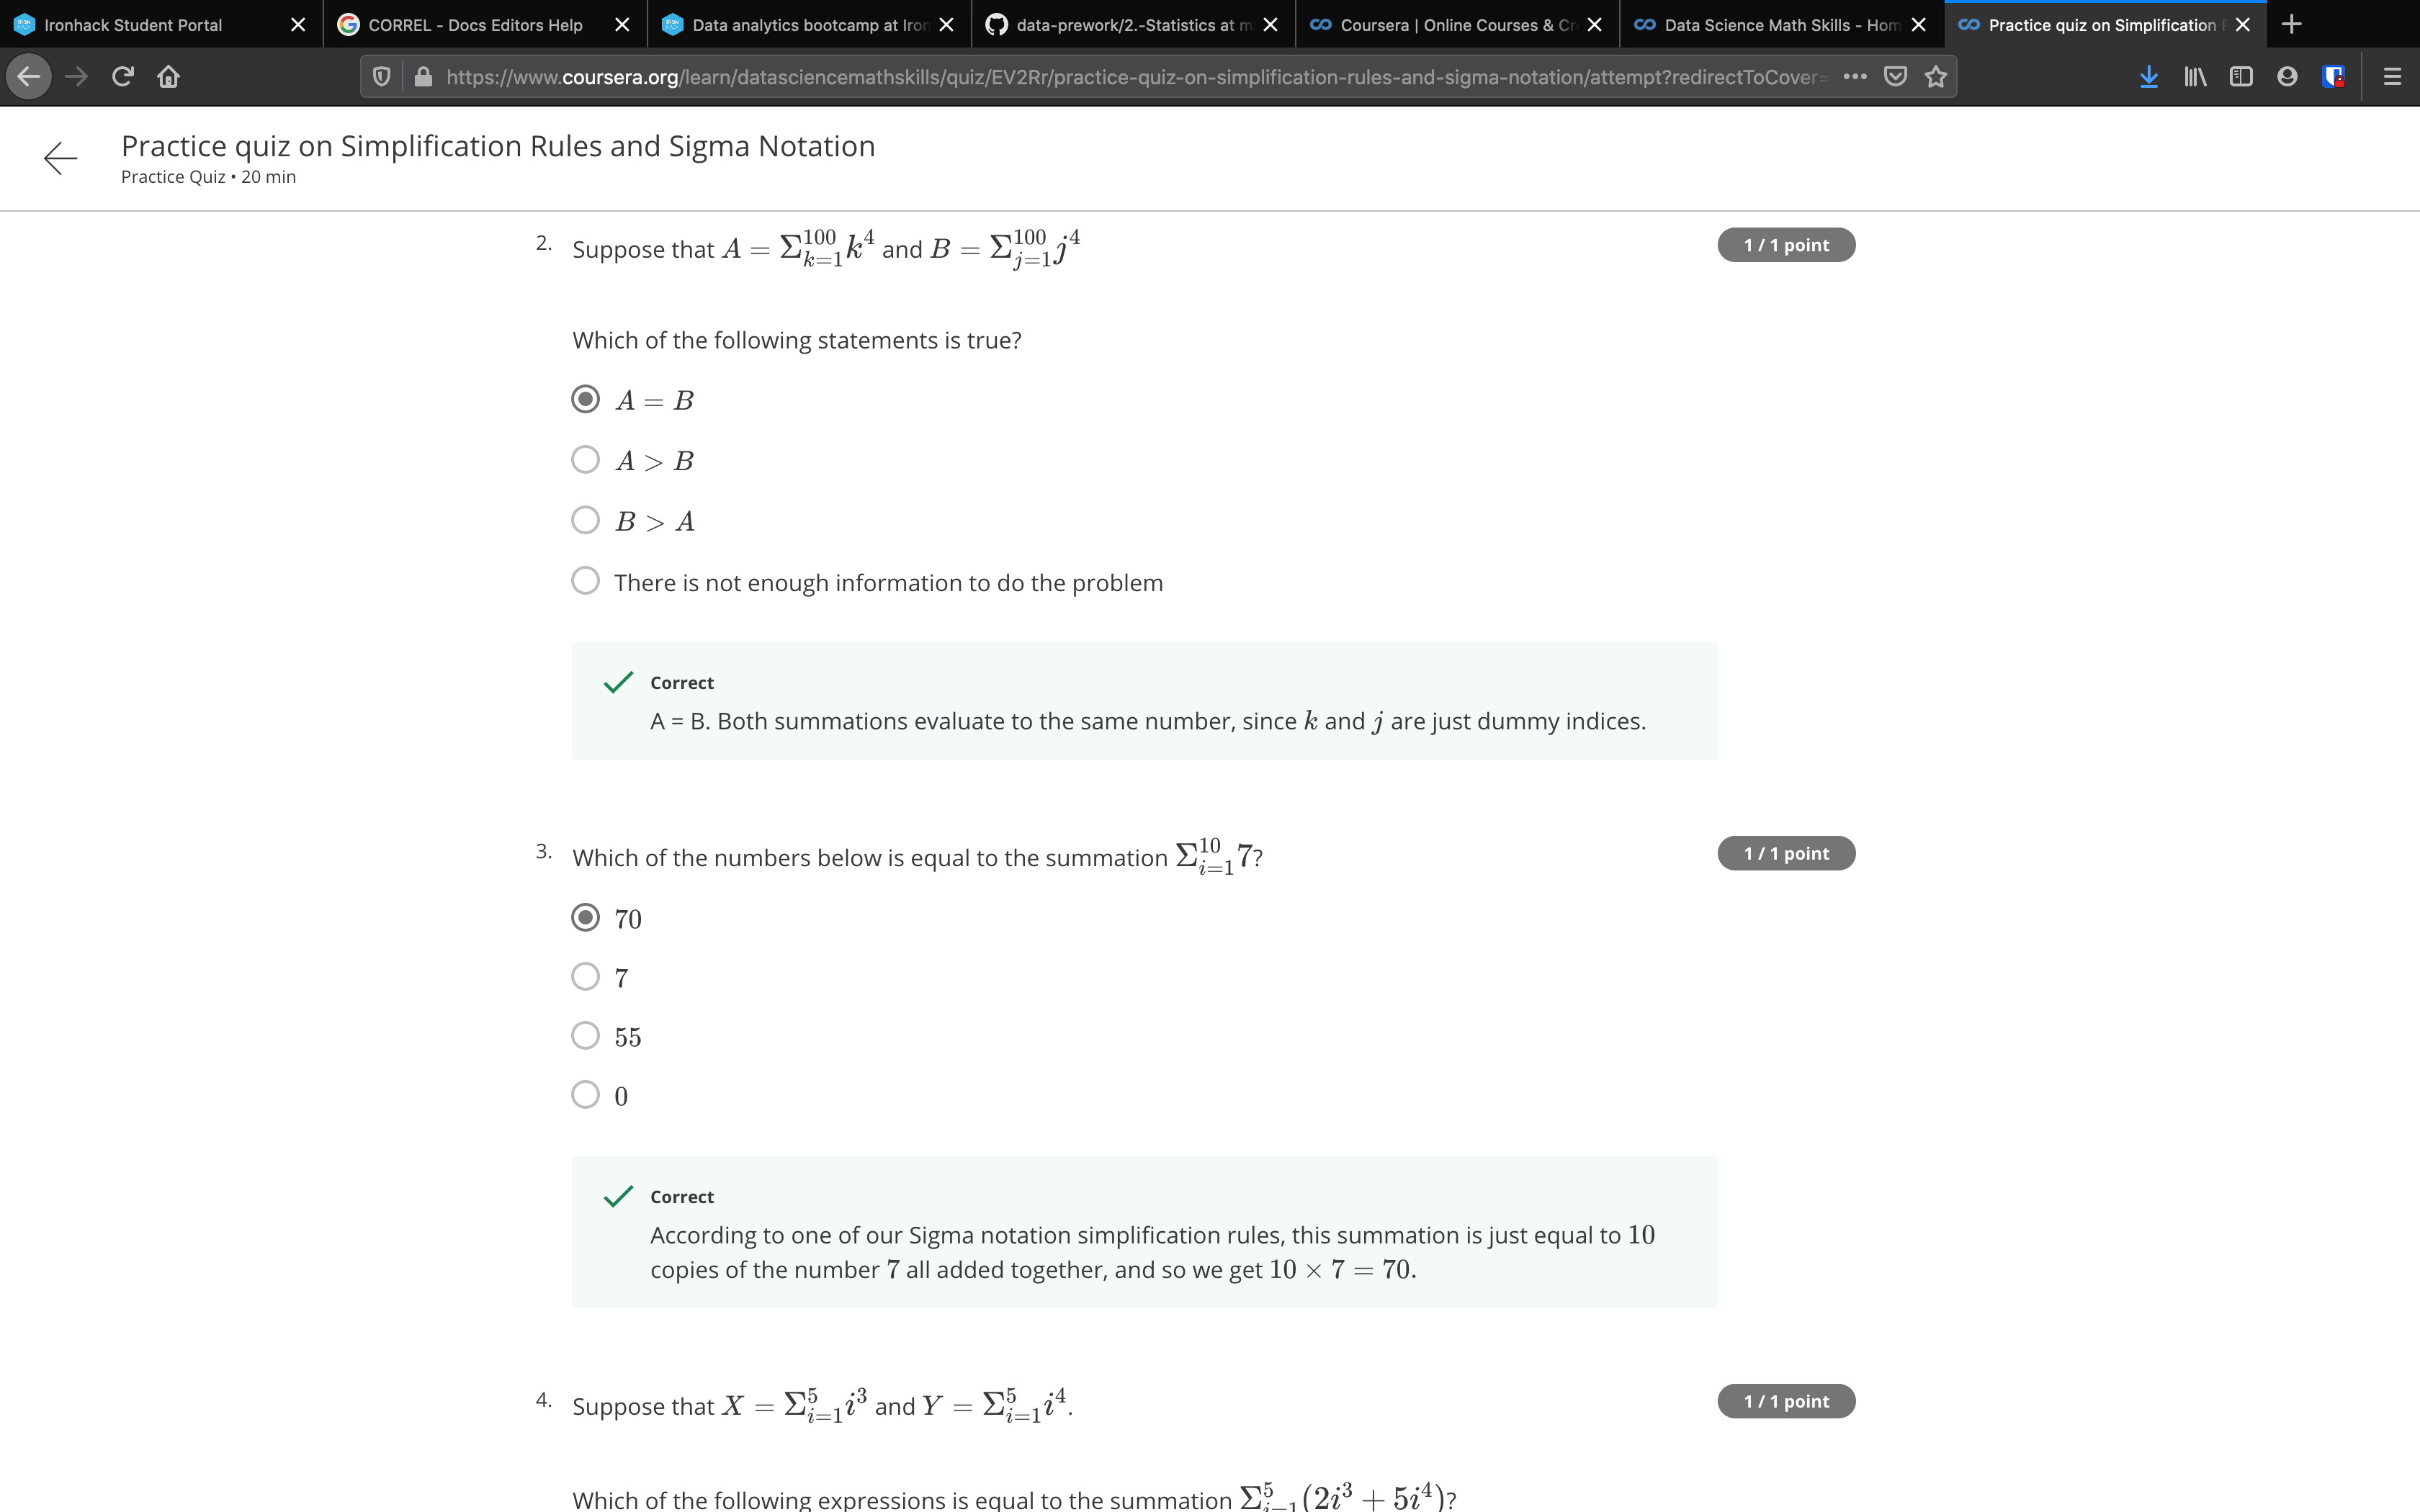 Ironhack Student Portal
CORREL - Docs Editors Help
Data analytics bootcamp at Iron
data-prework/2.-Statistics at m
Coursera | Online Courses & Cr
Data Science Math Skills - Hom
Practice quiz on Simplification
https://www.coursera.org/learn/datasciencemathskills/quiz/EV2Rr/practice-quiz-on-simplification-rules-and-sigma-notation/attempt?redirectToCover=
Practice quiz on Simplification Rules and Sigma Notation
Practice Quiz • 20 min
2. Suppose that $A = \Sigma_{k=1}^{100} k^4$ and $B = \Sigma_{j=1}^{100} j^4$
1 / 1 point
Which of the following statements is true?
A = B
A > B
B > A
There is not enough information to do the problem
Correct
A = B. Both summations evaluate to the same number, since k and j are just dummy indices.
3. Which of the numbers below is equal to the summation $\Sigma_{i=1}^{10} 7$?
1 / 1 point
70
7
55
0
Correct
According to one of our Sigma notation simplification rules, this summation is just equal to 10
copies of the number 7 all added together, and so we get 10 × 7 = 70.
4. Suppose that $X = \Sigma_{i=1}^{5} i^3$ and $Y = \Sigma_{i=1}^{5} i^4$.
1 / 1 point
Which of the following expressions is equal to the summation $\Sigma_{i=1}^{5} (2i^3 + 5i^4)$?